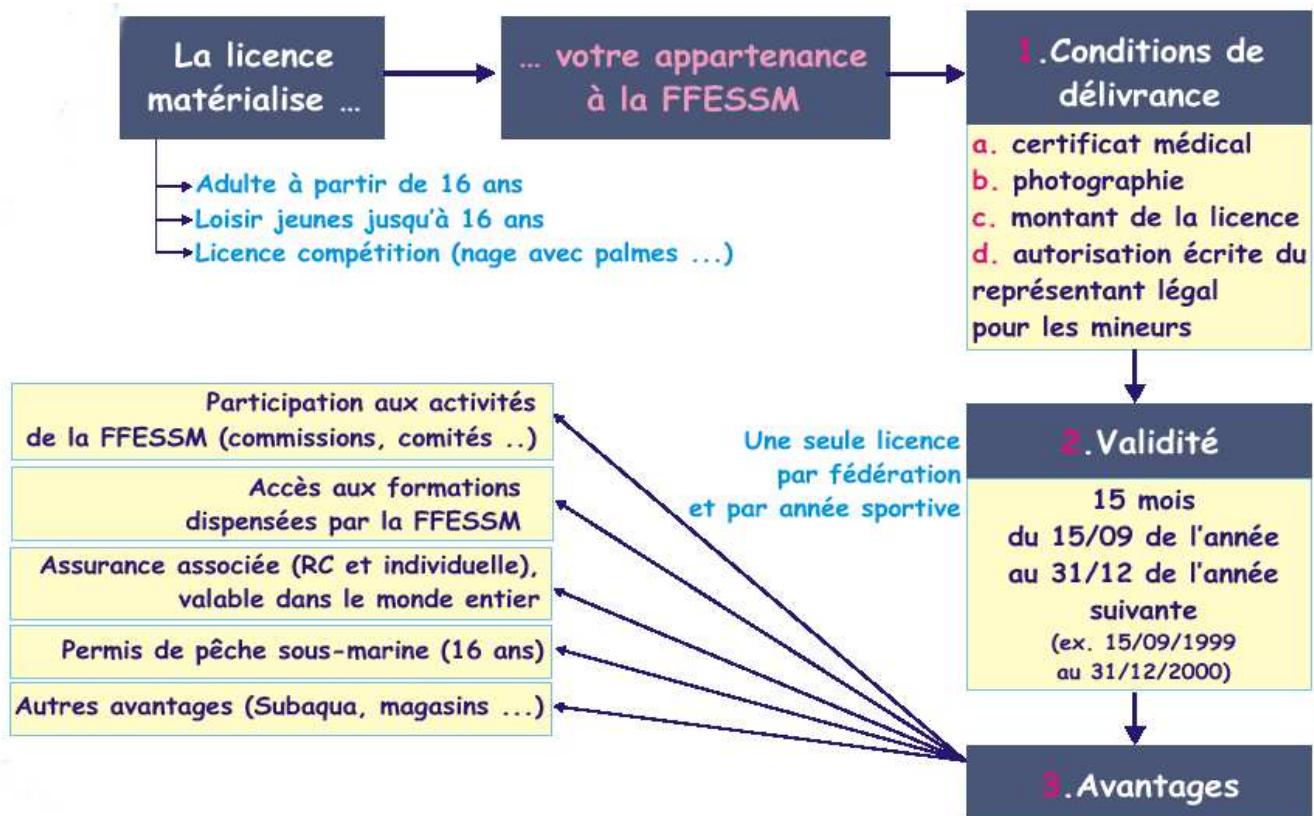 La licence
matérialise ...
... votre appartenance
à la FFESSM
1.Conditions de
délivrance
a. certificat médical
b. photographie
c. montant de la licence
d. autorisation écrite du
représentant légal
pour les mineurs
Adulte à partir de 16 ans
Loisir jeunes jusqu'à 16 ans
Licence compétition (nage avec palmes ...)
2.Validité
15 mois
du 15/09 de l'année
au 31/12 de l'année
suivante
(ex. 15/09/1999
au 31/12/2000)
Une seule licence
par fédération
et par année sportive
3.Avantages
Participation aux activités
de la FFESSM (commissions, comités ..)
Accès aux formations
dispensées par la FFESSM
Assurance associée (RC et individuelle),
valable dans le monde entier
Permis de pêche sous-marine (16 ans)
Autres avantages (Subaqua, magasins ...)